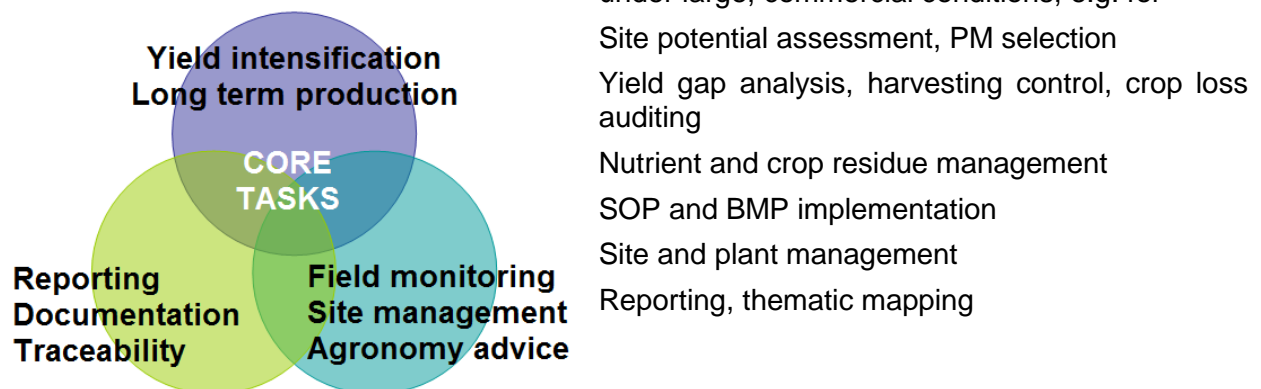 Yield intensification
Long term production
CORE
TASKS
Reporting
Documentation
Traceability
Field monitoring
Site management
Agronomy advice
Site potential assessment, PM selection
Yield gap analysis, harvesting control, crop loss
auditing
Nutrient and crop residue management
SOP and BMP implementation
Site and plant management
Reporting, thematic mapping